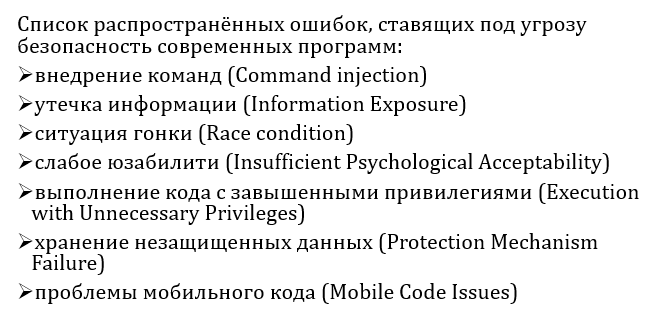 Список распространённых ошибок, ставящих под угрозу
безопасность современных программ:
➢внедрение команд (Command injection)
➢утечка информации (Information Exposure)
➢ситуация гонки (Race condition)
➢слабое юзабилити (Insufficient Psychological Acceptability)
➢выполнение кода с завышенными привилегиями (Execution
with Unnecessary Privileges)
➢хранение незащищенных данных (Protection Mechanism
Failure)
➢проблемы мобильного кода (Mobile Code Issues)